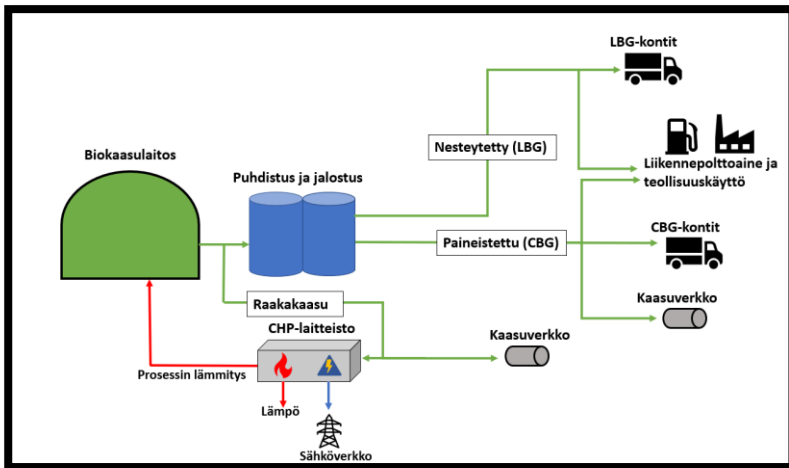 LBG-kontit
Biokaasulaitos
Puhdistus ja jalostus
Nesteytetty (LBG)
Liikennepolttoaine ja
teollisuuskäyttö
Paineistettu (CBG)
CBG-kontit
Raakakaasu
Kaasuverkko
CHP-laitteisto
Kaasuverkko
Prosessin lämmitys
Lämpö
Sähköverkko